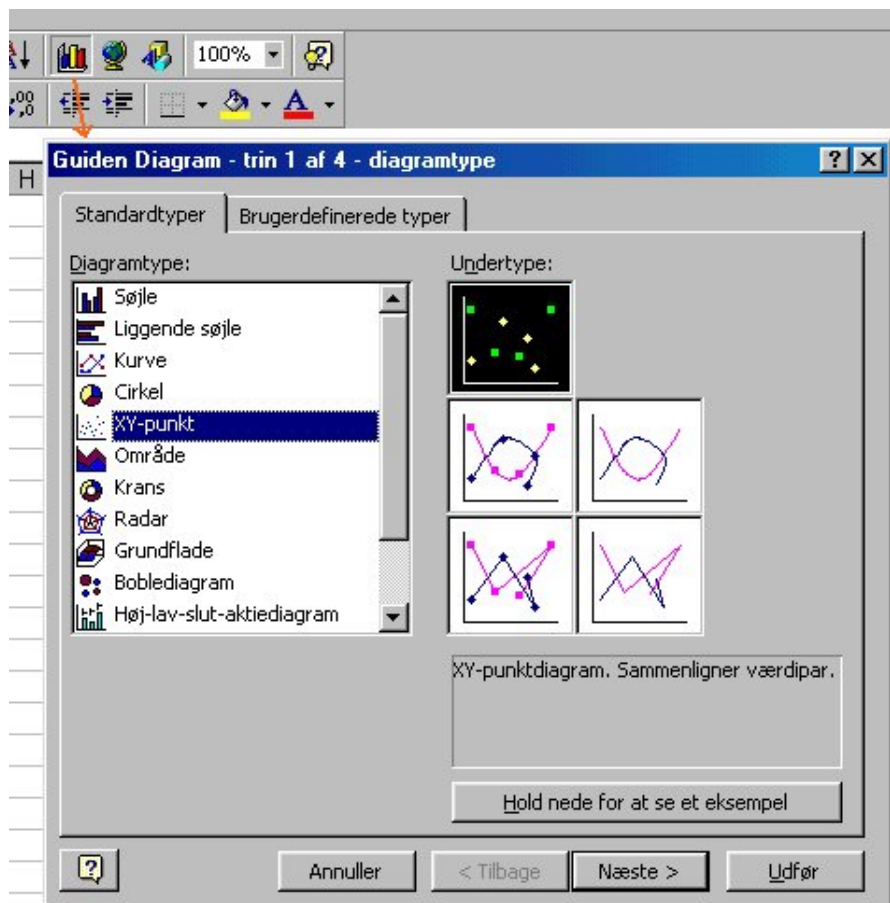 100%
,00
,0
A
H
Guiden Diagram - trin 1 af 4 - diagramtype
Standardtyper
Brugerdefinerede typer
Diagramtype:
Søjle
Liggende søjle
Kurve
Cirkel
XY-punkt
Område
Krans
Radar
Grundflade
Boblediagram
Høj-lav-slut-aktiediagram
Undertype:
XY-punktdiagram. Sammenligner værdipar.
Hold nede for at se et eksempel
Annuller
< Tilbage
Næste >
Udfør